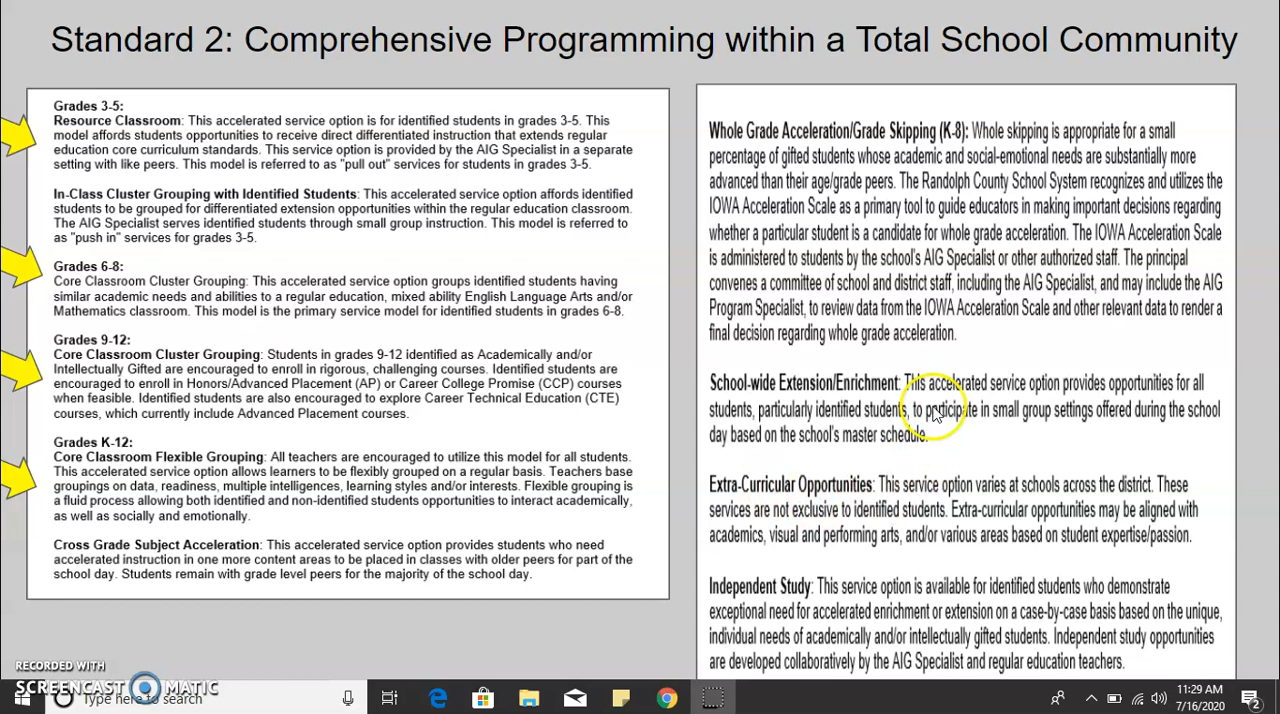 Standard 2: Comprehensive Programming within a Total School Community
Grades 3-5:
Resource Classroom: This accelerated service option is for identified students in grades 3-5. This
model affords students opportunities to receive direct differentiated instruction that extends regular
education core curriculum standards. This service option is provided by the AIG Specialist in a separate
setting with like peers. This model is referred to as "pull out" services for students in grades 3-5.
In-Class Cluster Grouping with Identified Students: This accelerated service option affords identified
students to be grouped for differentiated extension opportunities within the regular education classroom.
The AIG Specialist serves identified students through small group instruction. This model is referred to
as "push in" services for grades 3-5.
Grades 6-8:
Core Classroom Cluster Grouping: This accelerated service option groups identified students having
similar academic needs and abilities to a regular education, mixed ability English Language Arts and/or
Mathematics classroom. This model is the primary service model for identified students in grades 6-8.
Grades 9-12:
Core Classroom Cluster Grouping: Students in grades 9-12 identified as Academically and/or
Intellectually Gifted are encouraged to enroll in rigorous, challenging courses. Identified students are
encouraged to enroll in Honors/Advanced Placement (AP) or Career College Promise (CCP) courses
when feasible. Identified students are also encouraged to explore Career Technical Education (CTE)
courses, which currently include Advanced Placement courses.
Grades K-12:
Core Classroom Flexible Grouping: All teachers are encouraged to utilize this model for all students.
This accelerated service option allows learners to be flexibly grouped on a regular basis. Teachers base
groupings on data, readiness, multiple intelligences, learning styles and/or interests. Flexible grouping is
a fluid process allowing both identified and non-identified students opportunities to interact academically,
as well as socially and emotionally.
Cross Grade Subject Acceleration: This accelerated service option provides students who need
accelerated instruction in one more content areas to be placed in classes with older peers for part of the
school day. Students remain with grade level peers for the majority of the school day.
Whole Grade Acceleration/Grade Skipping (K-8): Whole skipping is appropriate for a small
percentage of gifted students whose academic and social-emotional needs are substantially more
advanced than their age/grade peers. The Randolph County School System recognizes and utilizes the
IOWA Acceleration Scale as a primary tool to guide educators in making important decisions regarding
whether a particular student is a candidate for whole grade acceleration. The IOWA Acceleration Scale
is administered to students by the school's AIG Specialist or other authorized staff. The principal
convenes a committee of school and district staff, including the AIG Specialist, and may include the AIG
Program Specialist, to review data from the IOWA Acceleration Scale and other relevant data to render a
final decision regarding whole grade acceleration.
School-wide Extension/Enrichment: This accelerated service option provides opportunities for all
students, particularly identified students, to participate in small group settings offered during the school
day based on the school's master schedule.
Extra-Curricular Opportunities: This service option varies at schools across the district. These
services are not exclusive to identified students. Extra-curricular opportunities may be aligned with
academics, visual and performing arts, and/or various areas based on student expertise/passion.
Independent Study: This service option is available for identified students who demonstrate
exceptional need for accelerated enrichment or extension on a case-by-case basis based on the unique,
individual needs of academically and/or intellectually gifted students. Independent study opportunities
are developed collaboratively by the AIG Specialist and regular education teachers.
RECORDED WITH
SCREENCAST MATIC
Type here to search
11:29 AM
7/16/2020
2